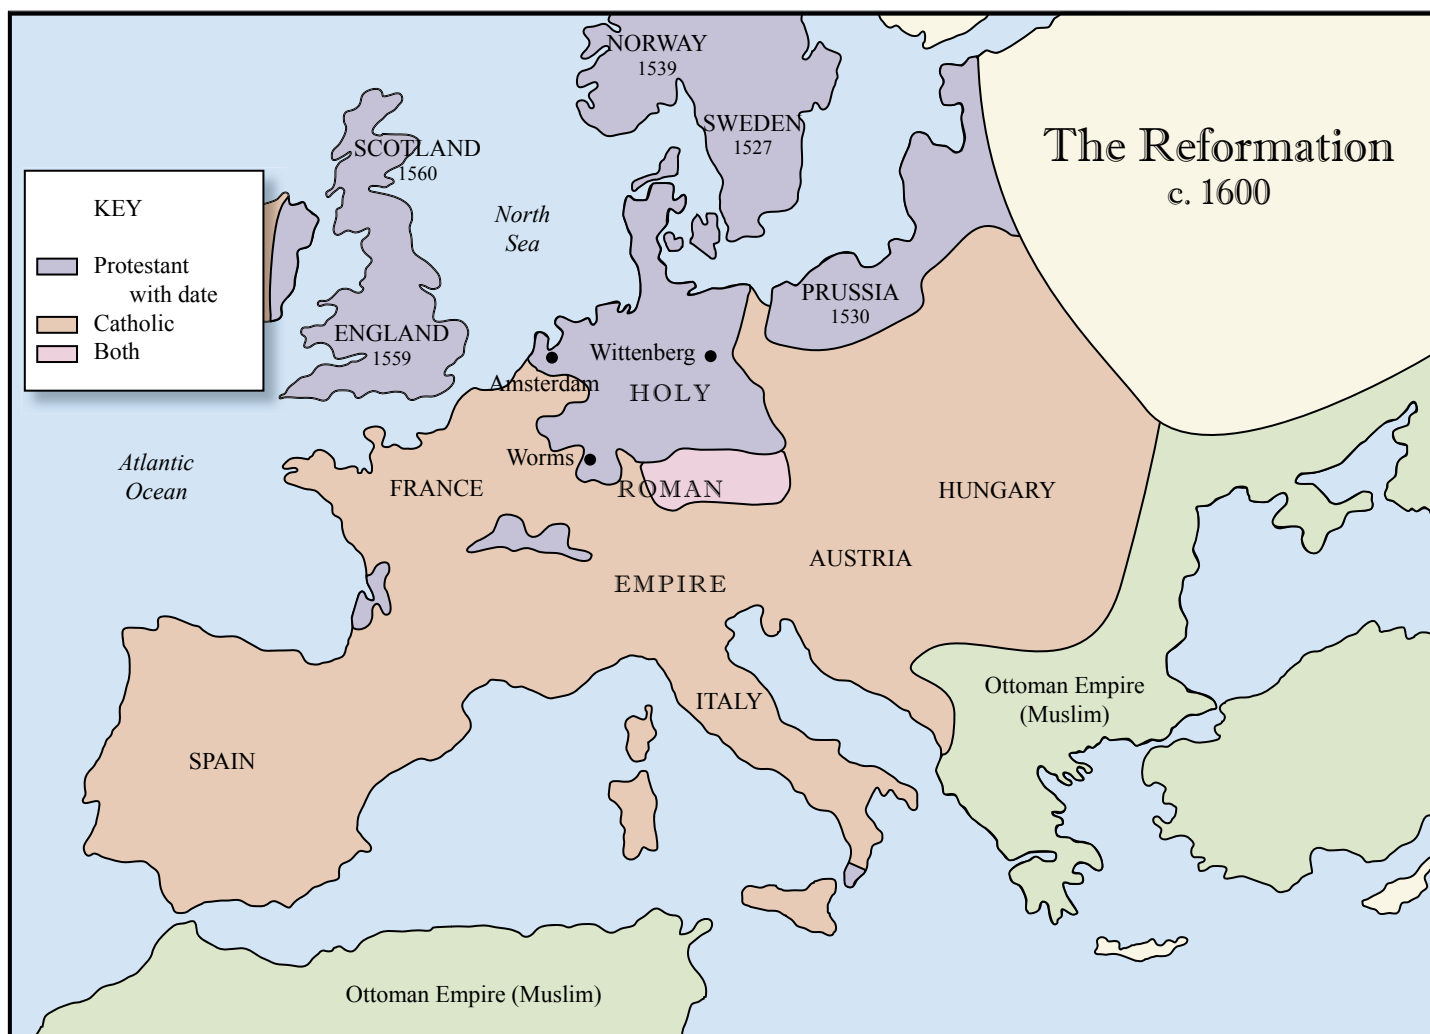 The Reformation
c. 1600
KEY
Protestant
with date
Catholic
Both
NORWAY
1539
SWEDEN
1527
SCOTLAND
1560
North
Sea
ENGLAND
1559
PRUSSIA
1530
Wittenberg
Amsterdam
HOLY
Worms
ROMAN
EMPIRE
Atlantic
Ocean
FRANCE
HUNGARY
AUSTRIA
ITALY
SPAIN
Ottoman Empire
(Muslim)
Ottoman Empire (Muslim)